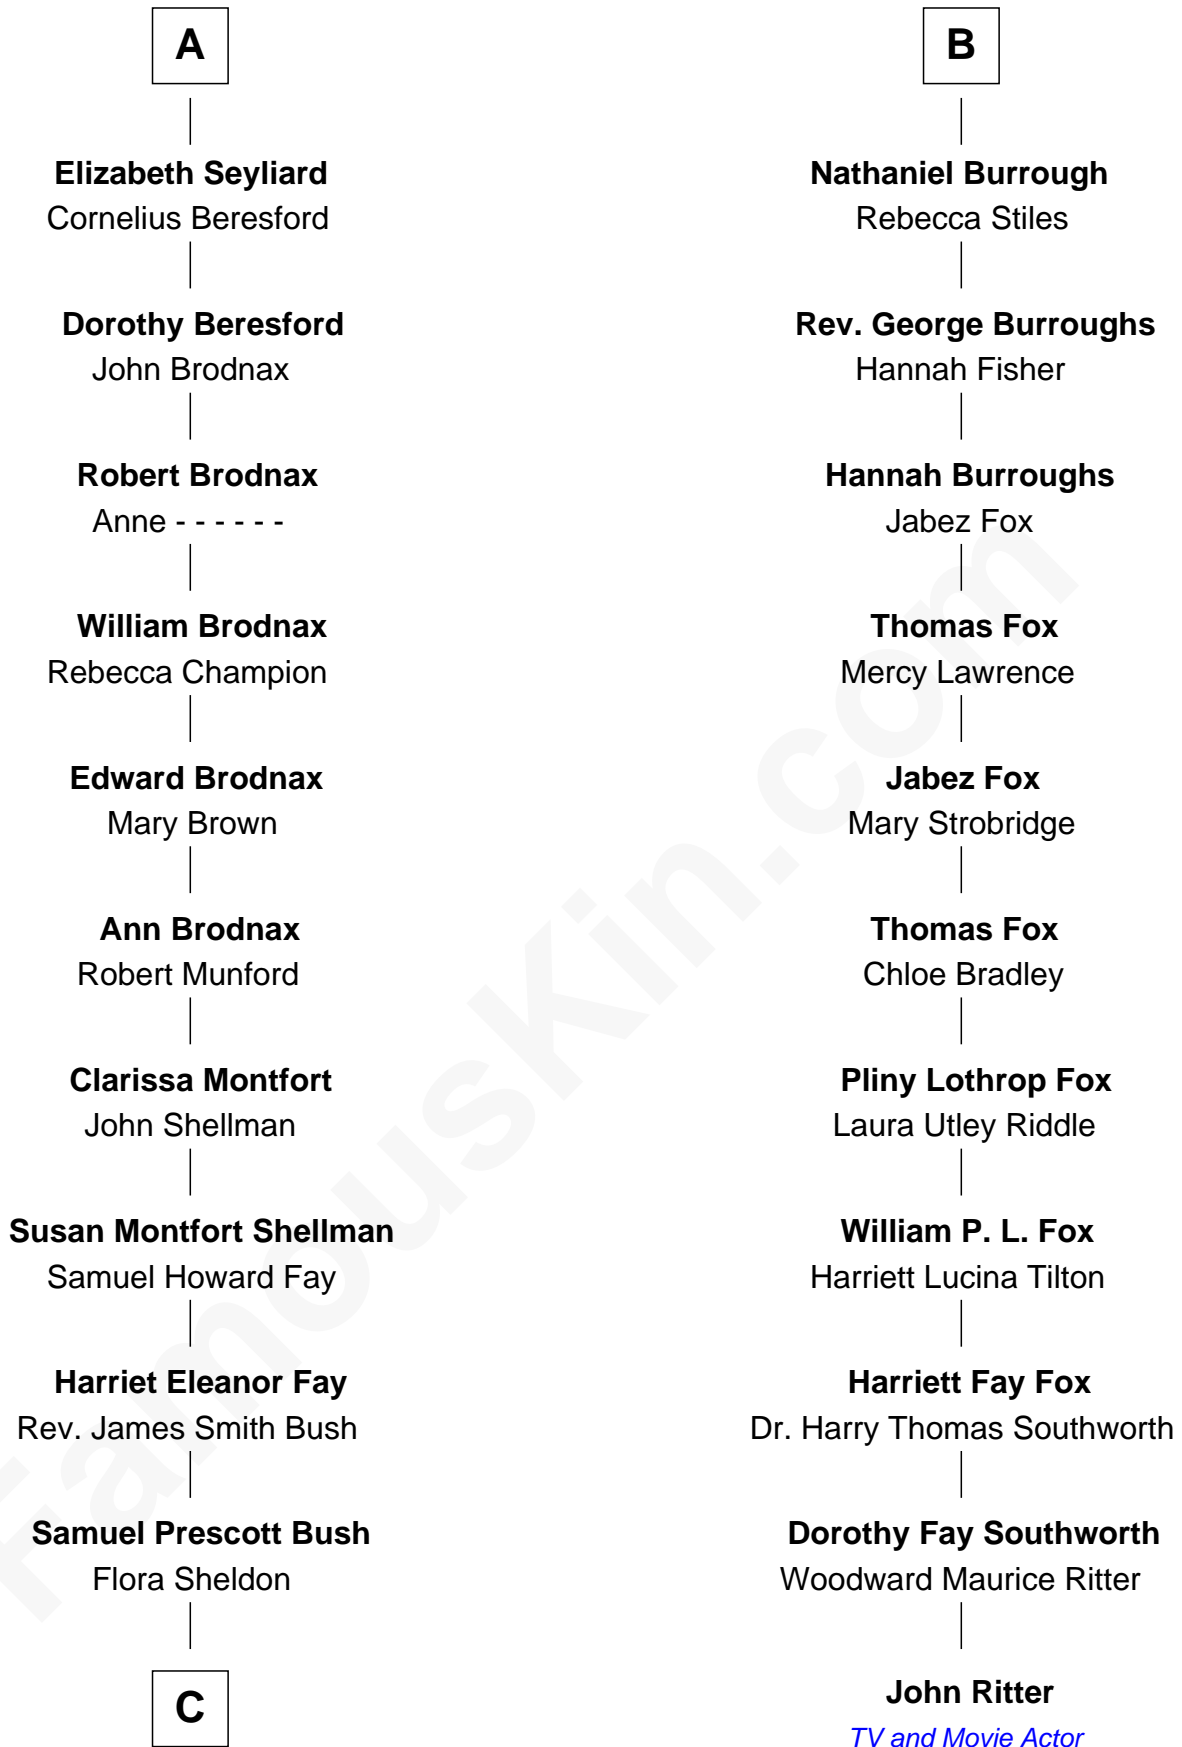 A
Elizabeth Seyliard
Cornelius Beresford
Dorothy Beresford
John Brodnax
Robert Brodnax
Anne - - - - - -
William Brodnax
Rebecca Champion
Edward Brodnax
Mary Brown
Ann Brodnax
Robert Munford
Clarissa Montfort
John Shellman
Susan Montfort Shellman
Samuel Howard Fay
Harriet Eleanor Fay
Rev. James Smith Bush
Samuel Prescott Bush
Flora Sheldon
C
B
Nathaniel Burrough
Rebecca Stiles
Rev. George Burroughs
Hannah Fisher
Hannah Burroughs
Jabez Fox
Thomas Fox
Mercy Lawrence
Jabez Fox
Mary Strobridge
Thomas Fox
Chloe Bradley
Pliny Lothrop Fox
Laura Utley Riddle
William P. L. Fox
Harriett Lucina Tilton
Harriett Fay Fox
Dr. Harry Thomas Southworth
Dorothy Fay Southworth
Woodward Maurice Ritter
John Ritter
TV and Movie Actor
FamousKin.com